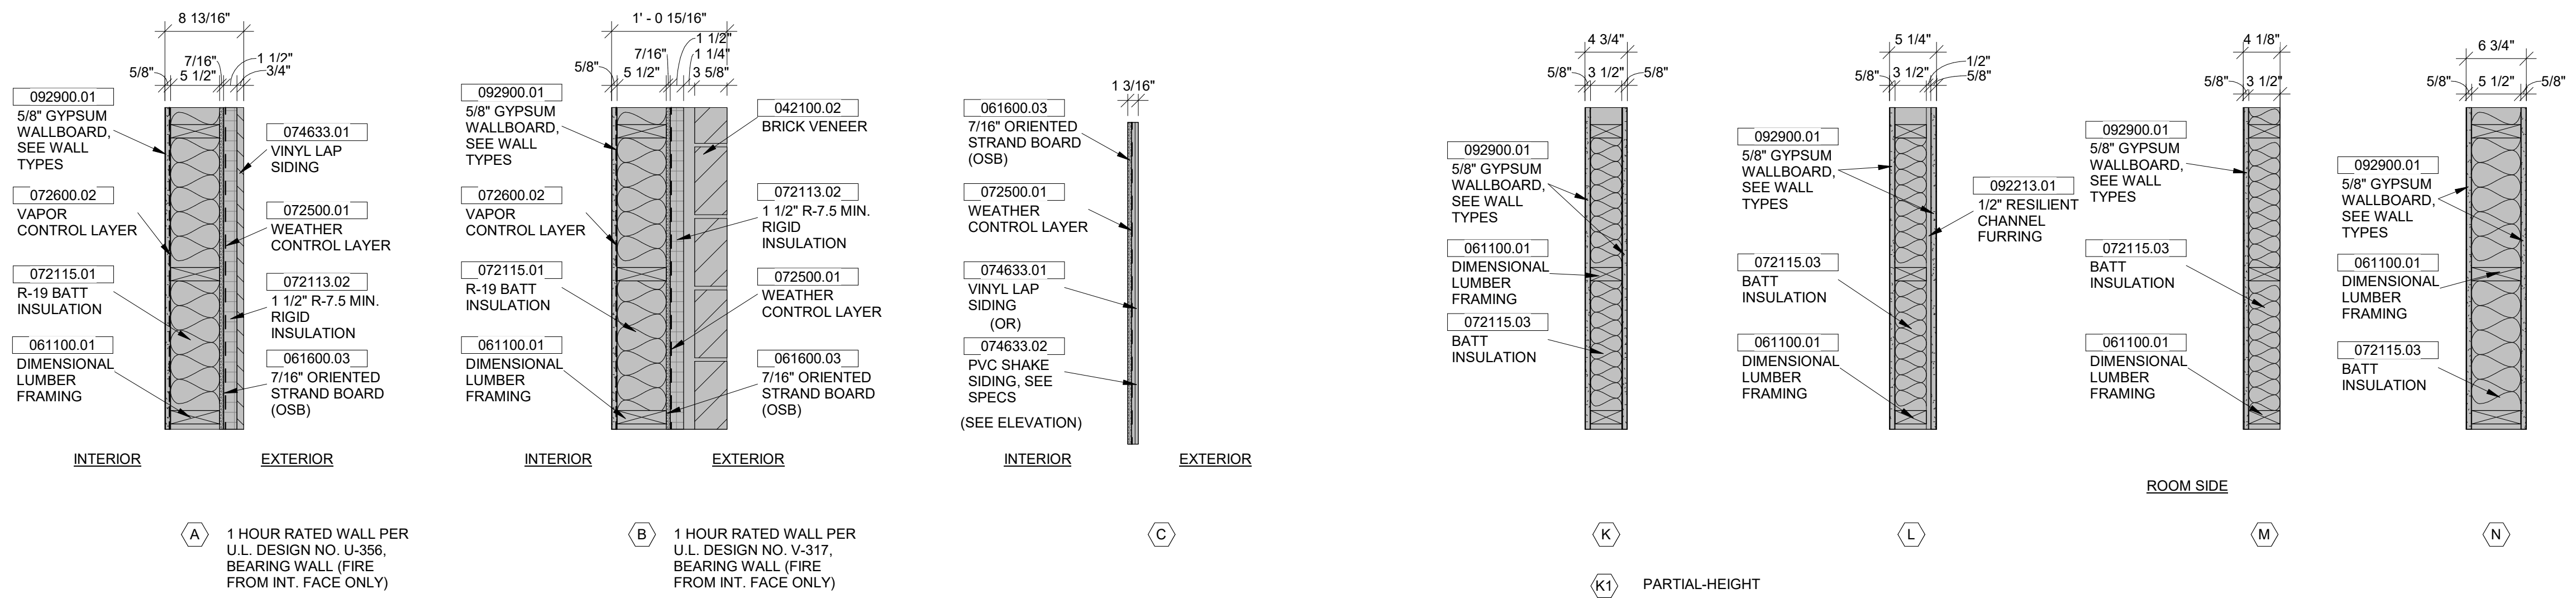 8 13/16"
7/16"
1 1/2"
5/8"
5 1/2"
3/4"
092900.01
5/8" GYPSUM
WALLBOARD,
SEE WALL
TYPES
072600.02
VAPOR
CONTROL LAYER
072115.01
R-19 BATT
INSULATION
061100.01
DIMENSIONAL
LUMBER
FRAMING
074633.01
VINYL LAP
SIDING
072500.01
WEATHER
CONTROL LAYER
072113.02
1 1/2" R-7.5 MIN.
RIGID
INSULATION
061600.03
7/16" ORIENTED
STRAND BOARD
(OSB)
INTERIOR
EXTERIOR
A
1 HOUR RATED WALL PER
U.L. DESIGN NO. U-356,
BEARING WALL (FIRE
FROM INT. FACE ONLY)
1' - 0 15/16"
1 1/2"
7/16"
1 1/4"
5/8"
5 1/2"
3 5/8"
092900.01
5/8" GYPSUM
WALLBOARD,
SEE WALL
TYPES
072600.02
VAPOR
CONTROL LAYER
072115.01
R-19 BATT
INSULATION
061100.01
DIMENSIONAL
LUMBER
FRAMING
042100.02
BRICK VENEER
072113.02
1 1/2" R-7.5 MIN.
RIGID
INSULATION
072500.01
WEATHER
CONTROL LAYER
061600.03
7/16" ORIENTED
STRAND BOARD
(OSB)
INTERIOR
EXTERIOR
B
1 HOUR RATED WALL PER
U.L. DESIGN NO. V-317,
BEARING WALL (FIRE
FROM INT. FACE ONLY)
1 3/16"
061600.03
7/16" ORIENTED
STRAND BOARD
(OSB)
072500.01
WEATHER
CONTROL LAYER
074633.01
VINYL LAP
SIDING
(OR)
074633.02
PVC SHAKE
SIDING, SEE
SPECS
(SEE ELEVATION)
INTERIOR
EXTERIOR
C
4 3/4"
5/8"
3 1/2"
5/8"
092900.01
5/8" GYPSUM
WALLBOARD,
SEE WALL
TYPES
061100.01
DIMENSIONAL
LUMBER
FRAMING
072115.03
BATT
INSULATION
K
K1
PARTIAL-HEIGHT
5 1/4"
1/2"
5/8"
3 1/2"
5/8"
092900.01
5/8" GYPSUM
WALLBOARD,
SEE WALL
TYPES
072115.03
BATT
INSULATION
061100.01
DIMENSIONAL
LUMBER
FRAMING
092213.01
1/2" RESILIENT
CHANNEL
FURRING
L
4 1/8"
5/8"
3 1/2"
092900.01
5/8" GYPSUM
WALLBOARD,
SEE WALL
TYPES
072115.03
BATT
INSULATION
061100.01
DIMENSIONAL
LUMBER
FRAMING
ROOM SIDE
M
6 3/4"
5/8"
5 1/2"
5/8"
092900.01
5/8" GYPSUM
WALLBOARD,
SEE WALL
TYPES
061100.01
DIMENSIONAL
LUMBER
FRAMING
072115.03
BATT
INSULATION
N